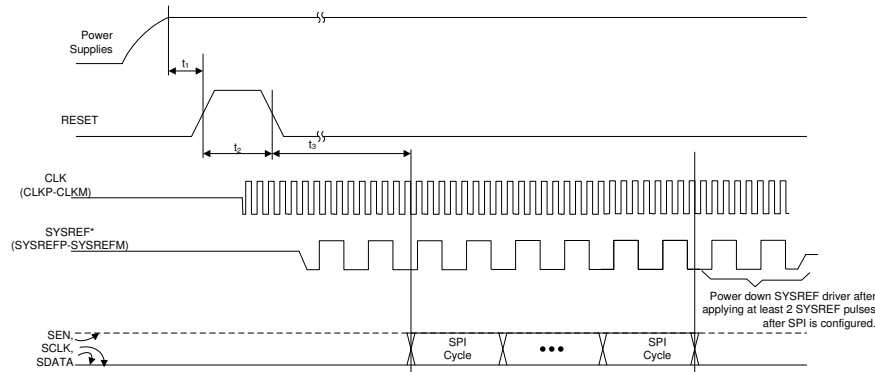 Power
Supplies
t1
RESET
t2
t3
CLK
(CLKP-CLKM)
SYSREF*
(SYSREFP-SYSREFM)
Power down SYSREF driver after
applying at least 2 SYSREF pulses
after SPI is configured.
SEN,
SCLK,
SDATA
SPI
Cycle
•••
SPI
Cycle